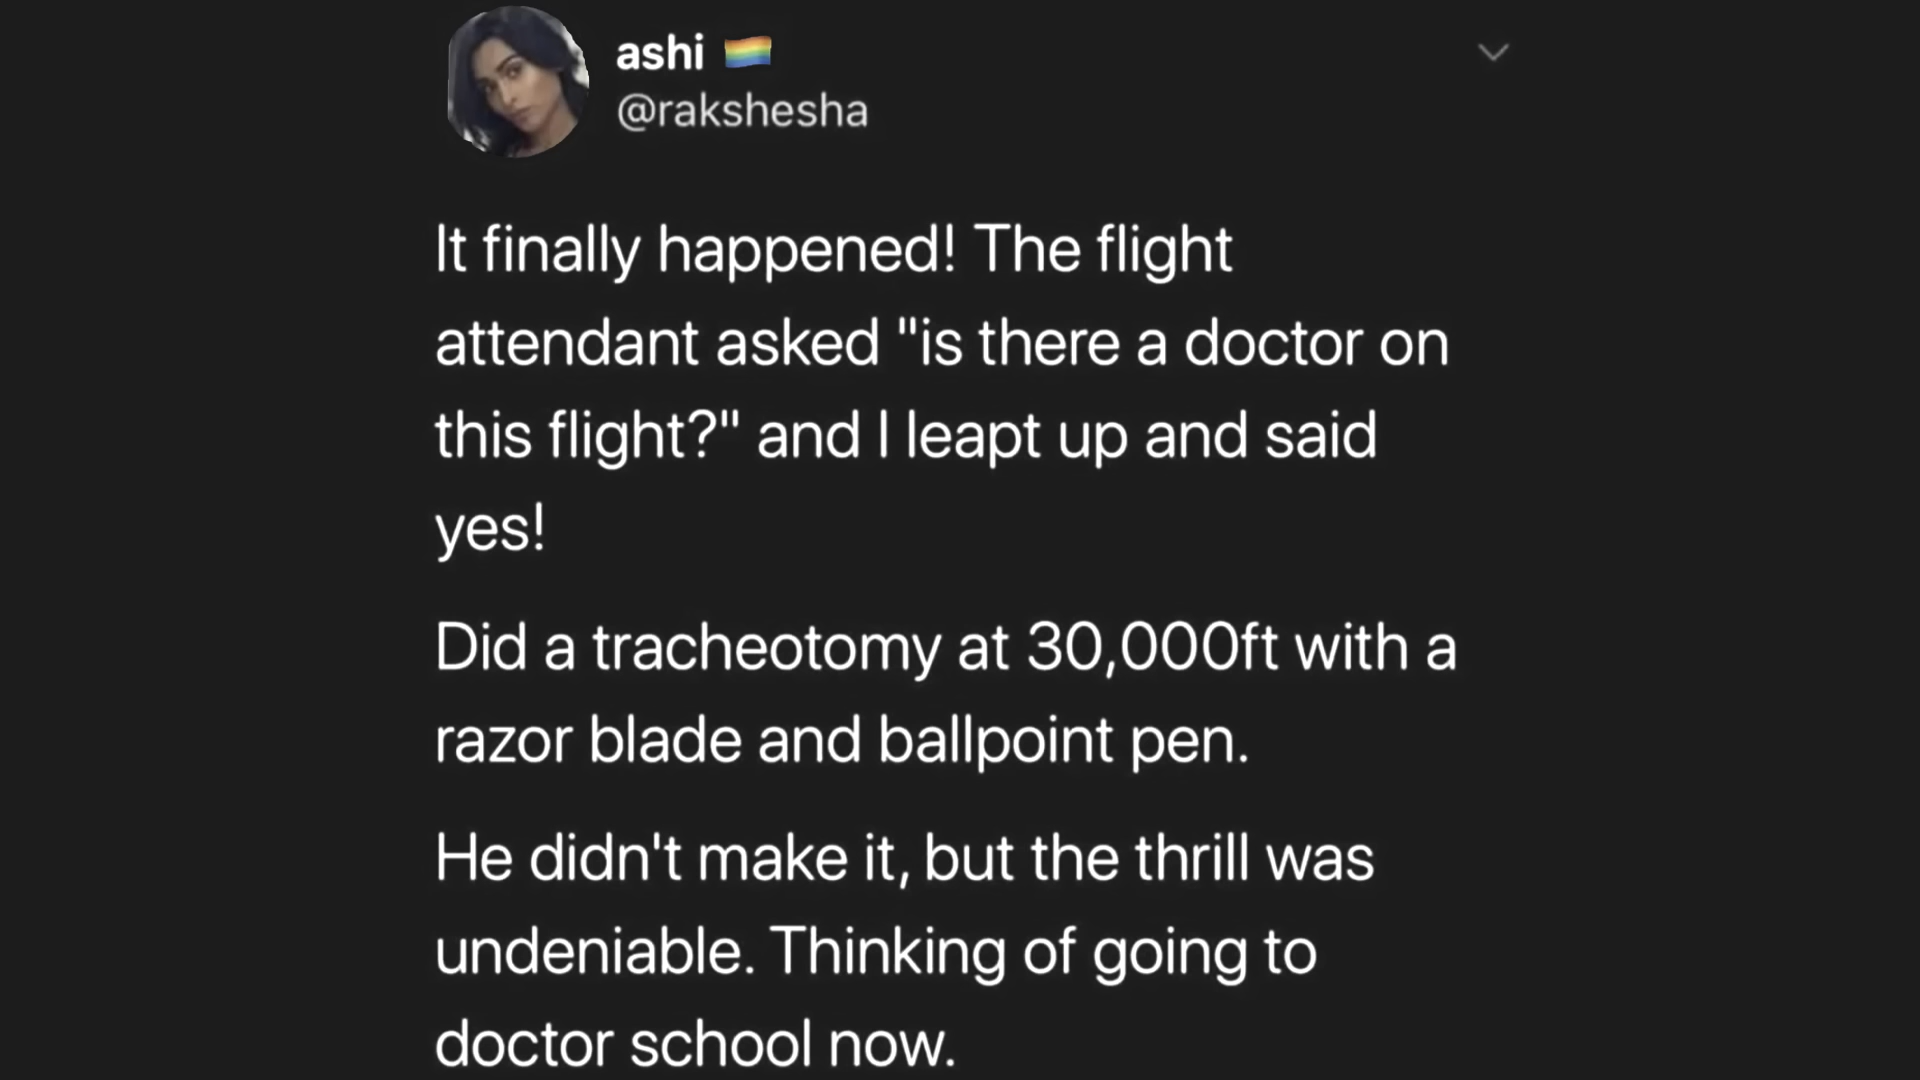 ashi 🏳️‍🌈
@rakshesha
It finally happened! The flight
attendant asked "is there a doctor on
this flight?" and I leapt up and said
yes!
Did a tracheotomy at 30,000ft with a
razor blade and ballpoint pen.
He didn't make it, but the thrill was
undeniable. Thinking of going to
doctor school now.